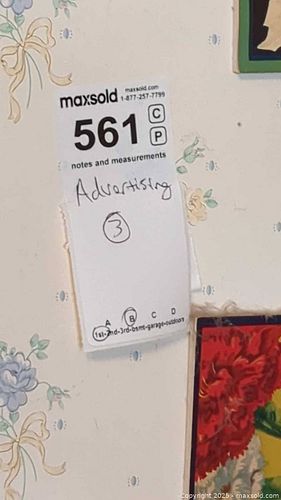 maxsold maxsold.com
1-877-257-7799
561 C
P
notes and measurements
Advertising
3
A B C D
1st-2nd-3rd-bsmt-garage-outdoor
Copyright 2025 - maxsold.com